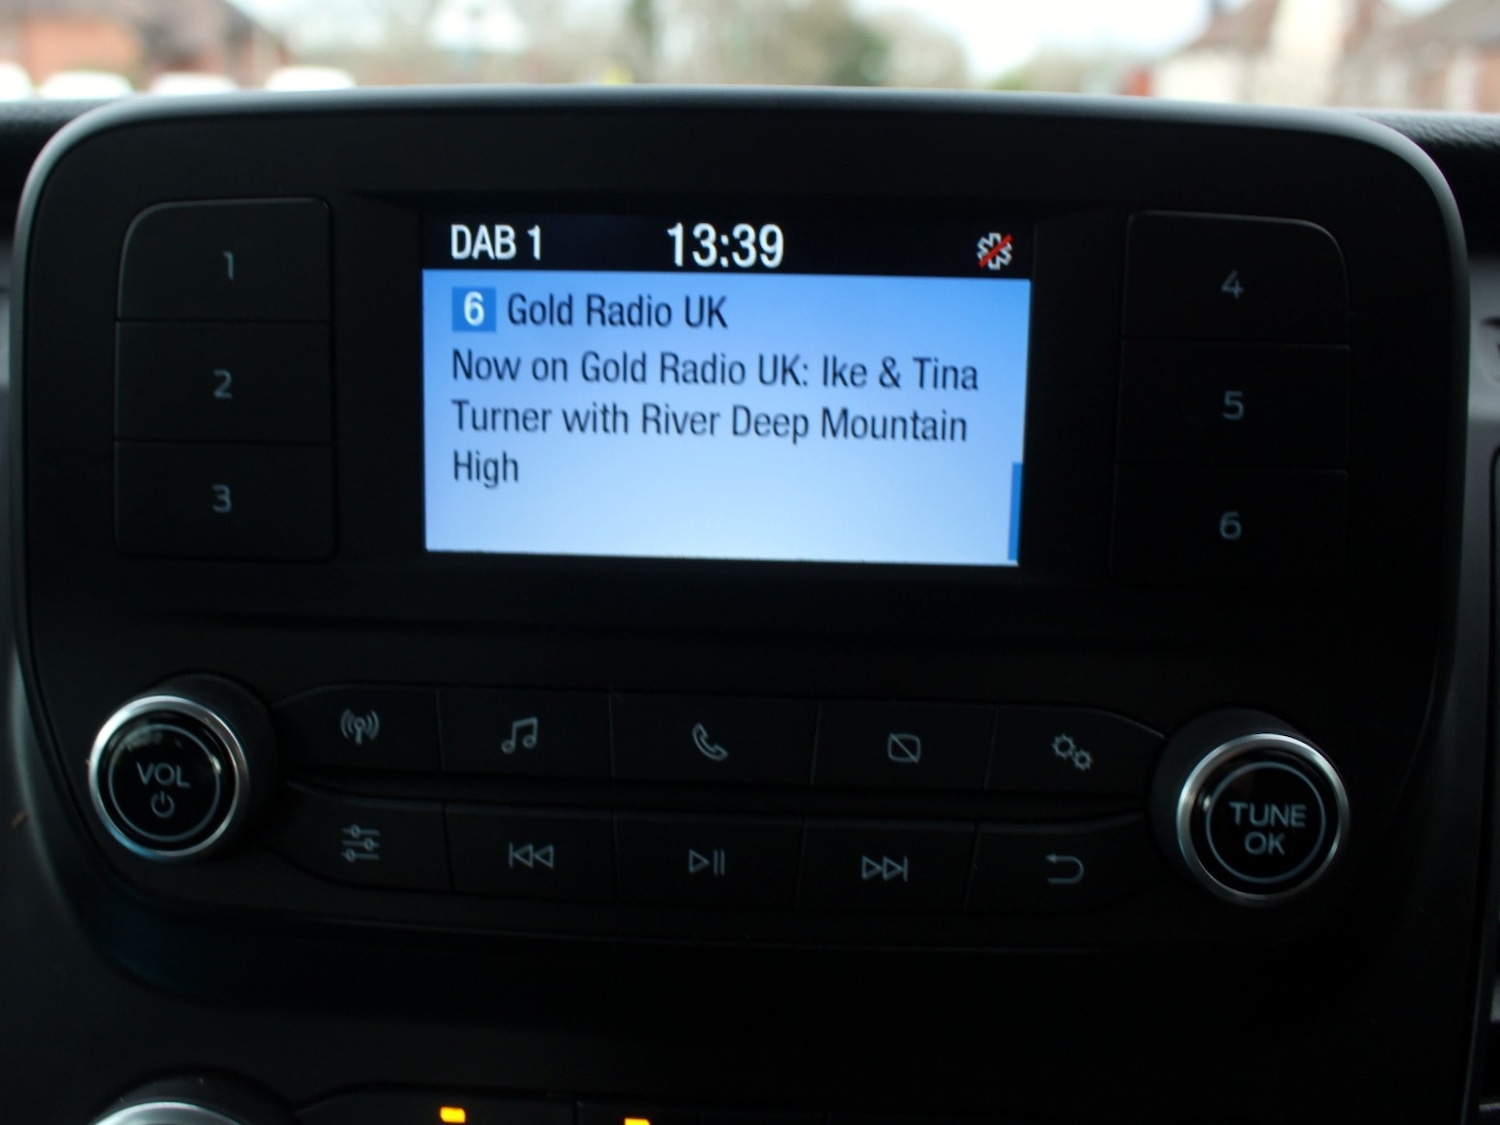 DAB 1 13:39
6 Gold Radio UK
Now on Gold Radio UK: Ike & Tina
Turner with River Deep Mountain
High
1
2
3
4
5
6
VOL
TUNE
OK